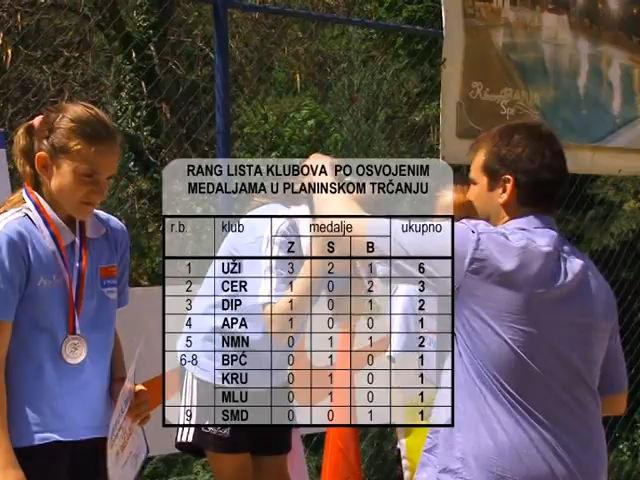 RANG LISTA KLUBOVA PO OSVOJENIM
MEDALJAMA U PLANINSKOM TRČANJU
r.b. klub medalje ukupno
Z S B
1 UŽI 3 2 1 6
2 CER 1 0 2 3
3 DIP 1 0 1 2
4 APA 1 0 0 1
5 NMN 0 1 1 2
6-8 BPĆ 0 1 0 1
KRU 0 1 0 1
MLU 0 1 0 1
9 SMD 0 0 1 1